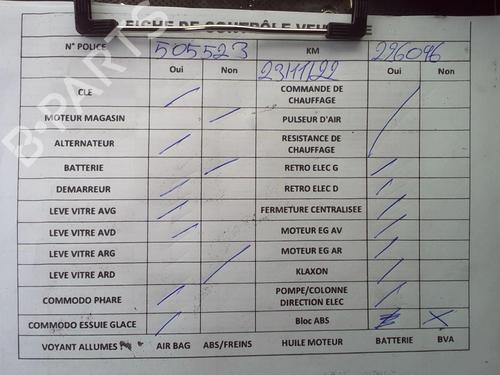 FICHE DE CONTRÔLE VEHICULE
N° POLICE 505523 KM 296096
Oui Non 23/11/22 Oui Non
CLE COMMANDE DE CHAUFFAGE
MOTEUR MAGASIN PULSEUR D'AIR
ALTERNATEUR RESISTANCE DE CHAUFFAGE
BATTERIE RETRO ELEC G
DEMARREUR RETRO ELEC D
LEVE VITRE AVG FERMETURE CENTRALISEE
LEVE VITRE AVD MOTEUR EG AV
LEVE VITRE ARG MOTEUR EG AR
LEVE VITRE ARD KLAXON
COMMODO PHARE POMPE/COLONNE DIRECTION ELEC
COMMODO ESSUIE GLACE Bloc ABS
VOYANT ALLUMES AIR BAG ABS/FREINS HUILE MOTEUR BATTERIE BVA
B-PARTS